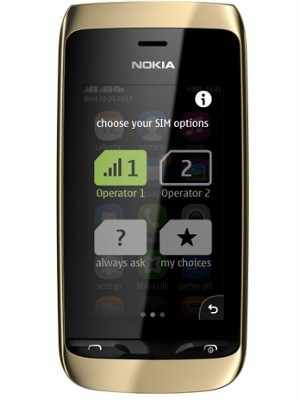 NOKIA
choose your SIM options
1
2
Operator 1
Operator 2
?
always ask
my choices